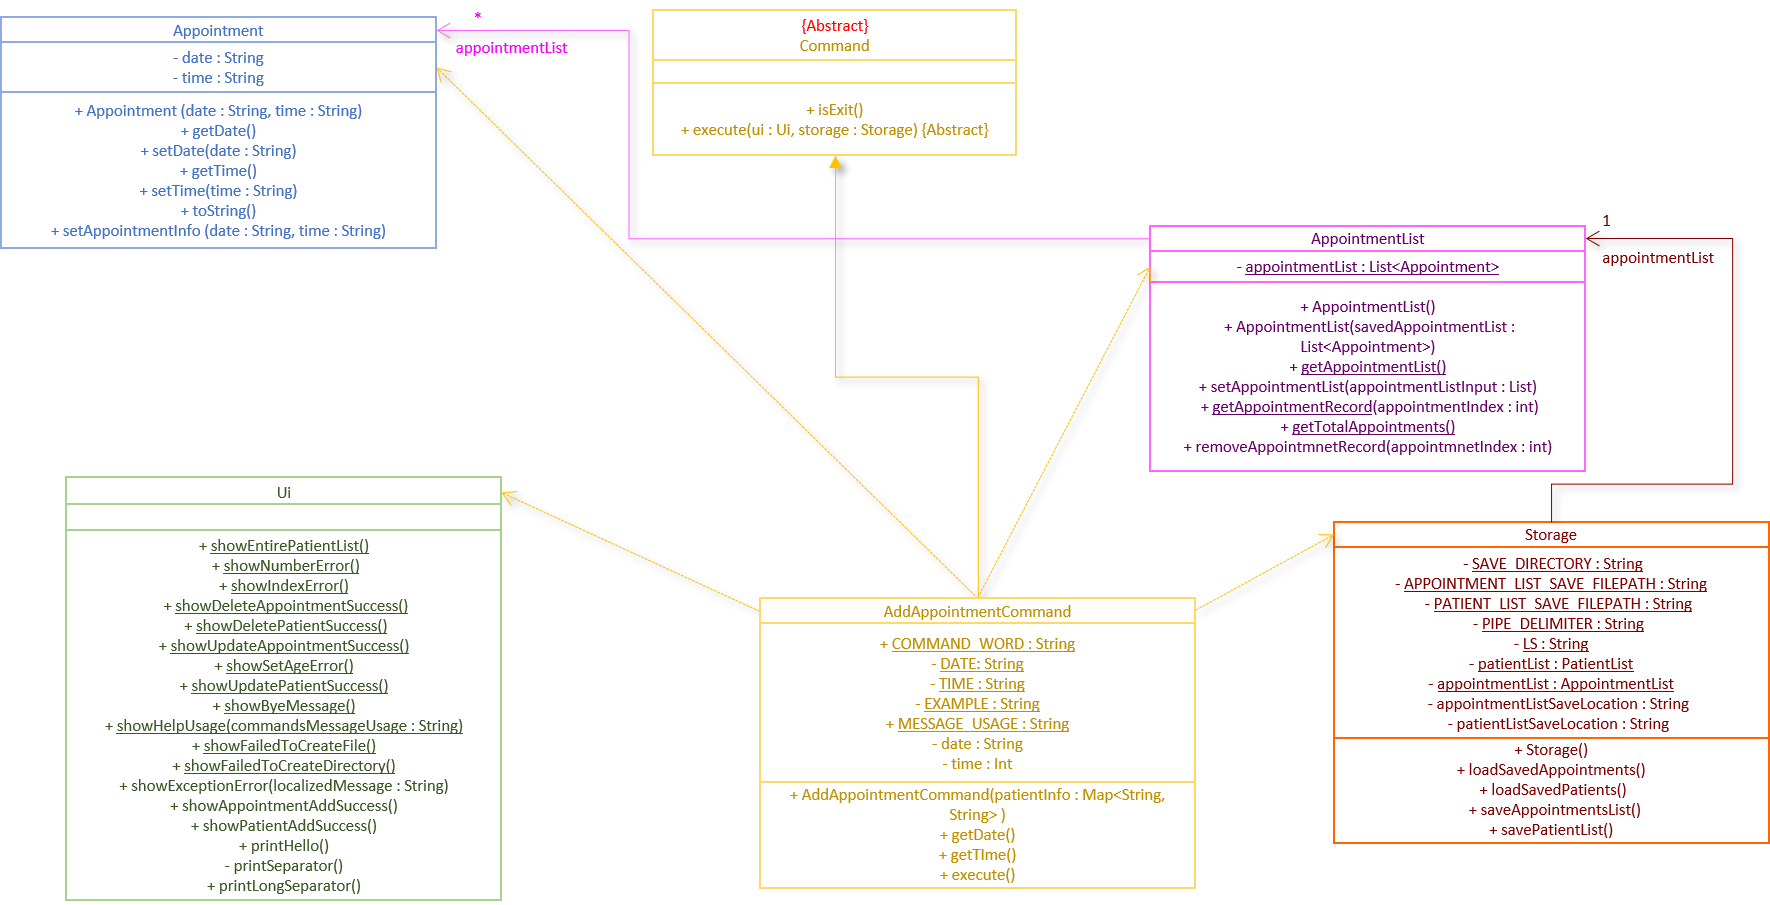 Appointment
- date : String
- time : String
+ Appointment (date : String, time : String)
+ getDate()
+ setDate(date : String)
+ getTime()
+ setTime(time : String)
+ toString()
+ setAppointmentInfo (date : String, time : String)
*
appointmentList
{Abstract}
Command
+ isExit()
+ execute(ui : Ui, storage : Storage) {Abstract}
AppointmentList
- appointmentList : List<Appointment>
+ AppointmentList()
+ AppointmentList(savedAppointmentList :
List<Appointment>)
+ getAppointmentList()
+ setAppointmentList(appointmentListInput : List)
+ getAppointmentRecord(appointmentIndex : int)
+ getTotalAppointments()
+ removeAppointmnetRecord(appointmnetIndex : int)
1
appointmentList
Ui
+ showEntirePatientList()
+ showNumberError()
+ showIndexError()
+ showDeleteAppointmentSuccess()
+ showDeletePatientSuccess()
+ showUpdateAppointmentSuccess()
+ showSetAgeError()
+ showUpdatePatientSuccess()
+ showByeMessage()
+ showHelpUsage(commandsMessageUsage : String)
+ showFailedToCreateFile()
+ showFailedToCreateDirectory()
+ showExceptionError(localizedMessage : String)
+ showAppointmentAddSuccess()
+ showPatientAddSuccess()
+ printHello()
- printSeparator()
+ printLongSeparator()
AddAppointmentCommand
+ COMMAND_WORD : String
- DATE: String
- TIME : String
- EXAMPLE : String
+ MESSAGE_USAGE : String
- date : String
- time : Int
+ AddAppointmentCommand(patientInfo : Map<String,
String> )
+ getDate()
+ getTIme()
+ execute()
Storage
- SAVE_DIRECTORY : String
- APPOINTMENT_LIST_SAVE_FILEPATH : String
- PATIENT_LIST_SAVE_FILEPATH : String
- PIPE_DELIMITER : String
- LS : String
- patientList : PatientList
- appointmentList : AppointmentList
- appointmentListSaveLocation : String
- patientListSaveLocation : String
+ Storage()
+ loadSavedAppointments()
+ loadSavedPatients()
+ saveAppointmentsList()
+ savePatientList()